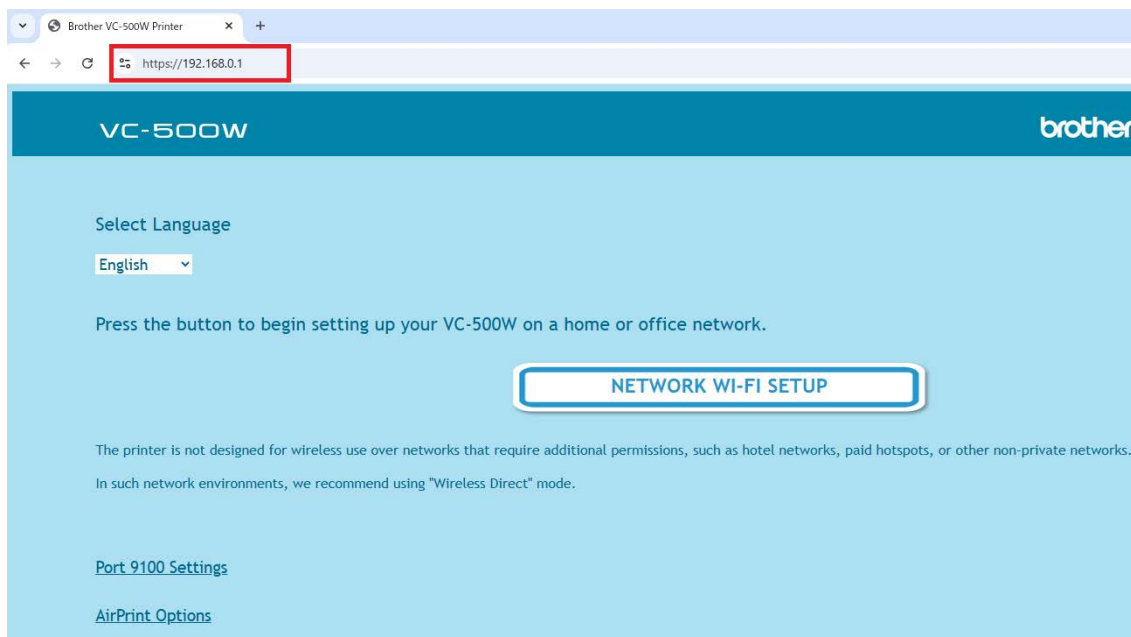 Brother VC-500W Printer
https://192.168.0.1
VC-500W
brother
Select Language
English
Press the button to begin setting up your VC-500W on a home or office network.
NETWORK WI-FI SETUP
The printer is not designed for wireless use over networks that require additional permissions, such as hotel networks, paid hotspots, or other non-private networks.
In such network environments, we recommend using "Wireless Direct" mode.
Port 9100 Settings
AirPrint Options